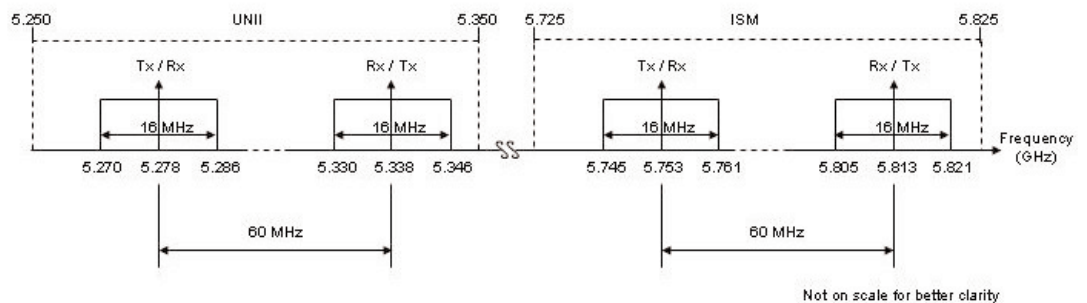 5.250 UNII 5.350 5.725 ISM 5.825
Tx / Rx Rx / Tx Tx / Rx Rx / Tx
16 MHz 16 MHz 16 MHz 16 MHz
Frequency
(GHz)
5.270 5.278 5.286 5.330 5.338 5.346 5.745 5.753 5.761 5.805 5.813 5.821
60 MHz 60 MHz
Not on scale for better clarity